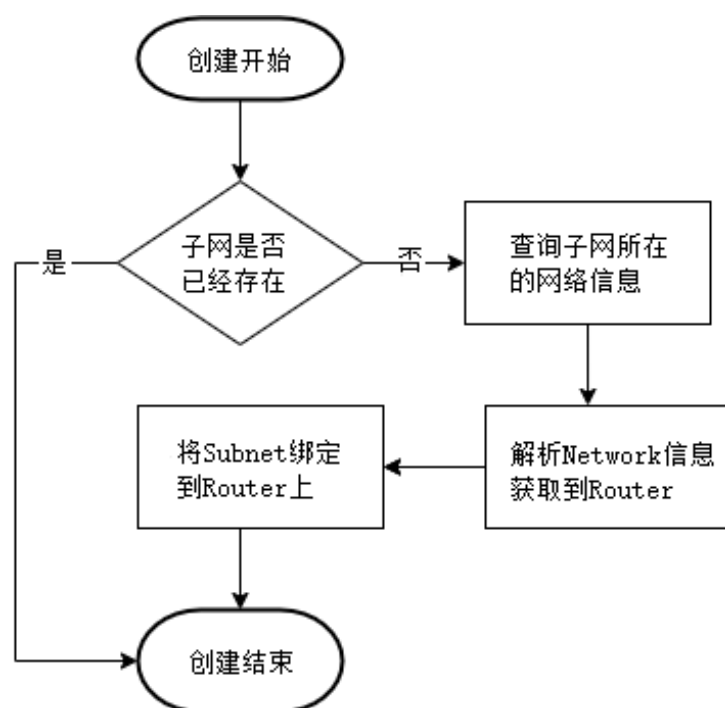 创建开始
子网是否
已经存在
是
否
查询子网所在
的网络信息
解析Network信息
获取到Router
将Subnet绑定
到Router上
创建结束